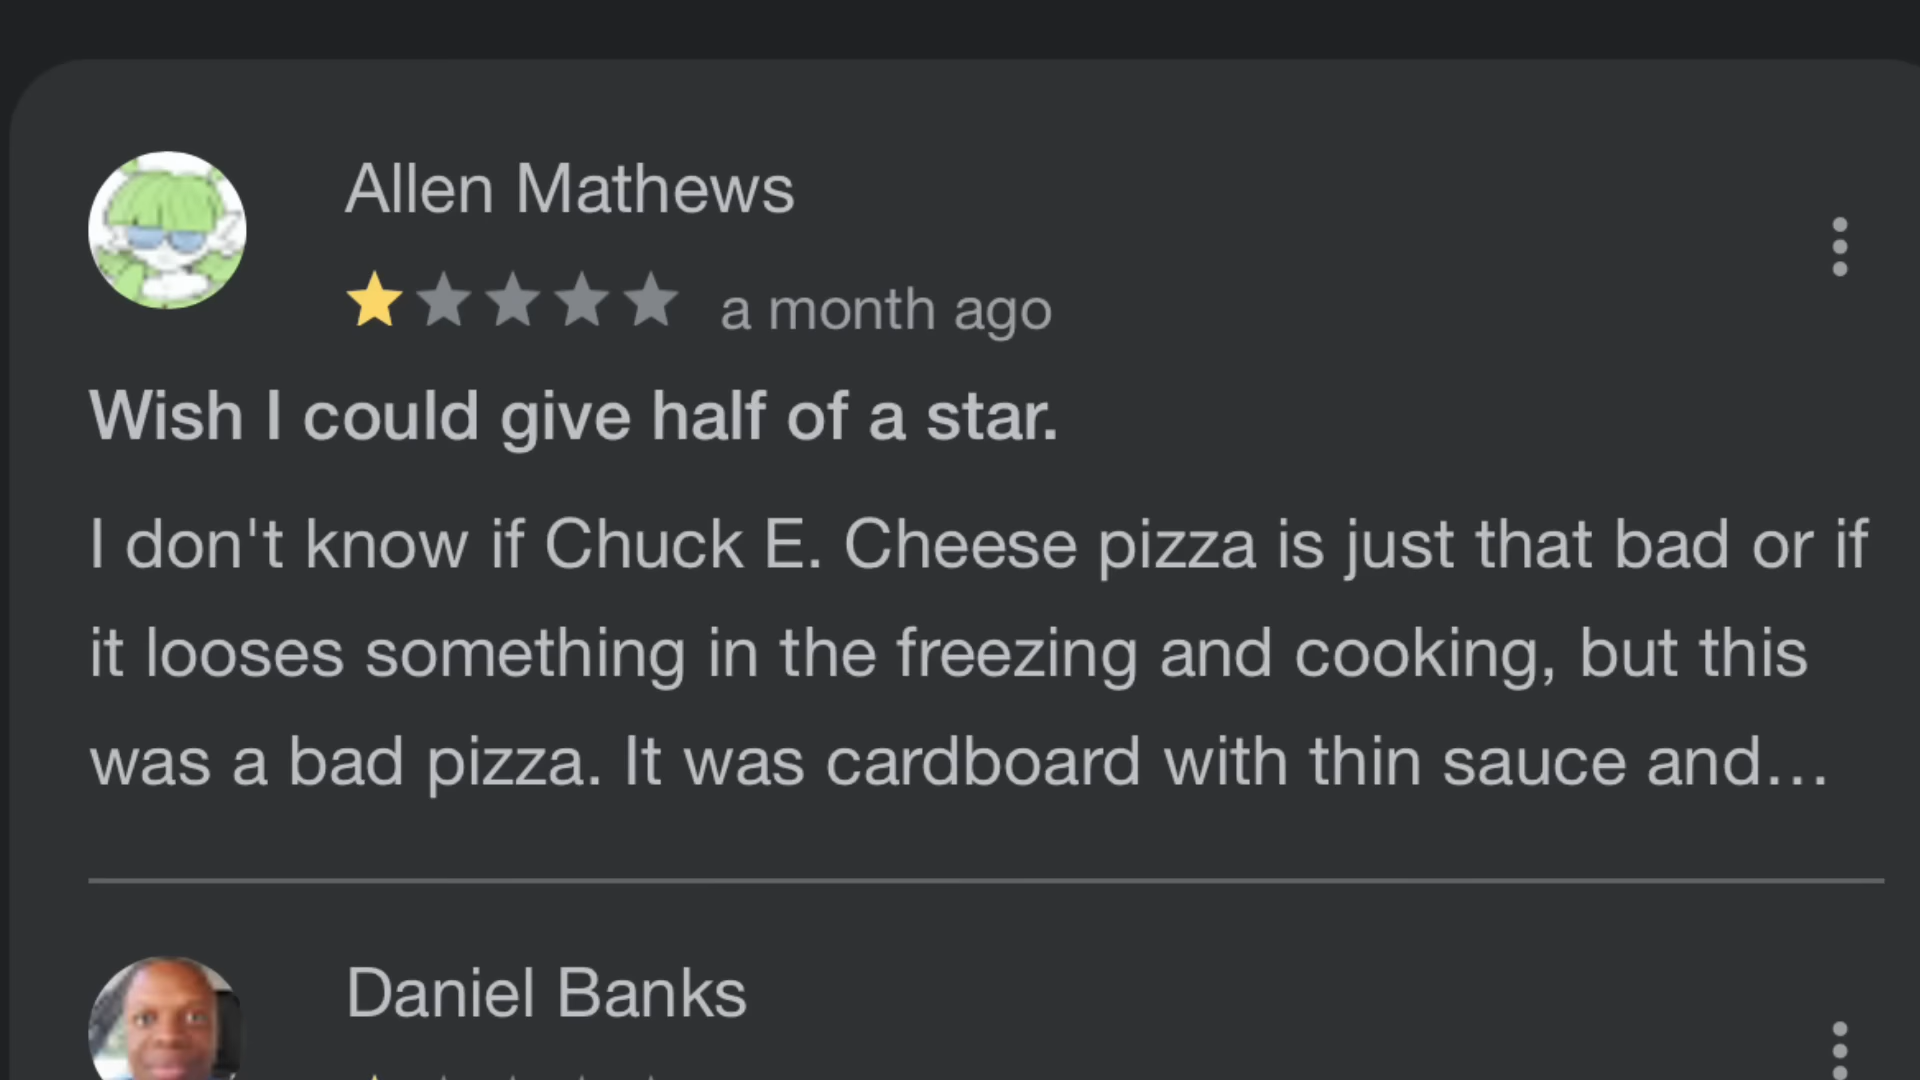 Allen Mathews
a month ago
Wish I could give half of a star.
I don't know if Chuck E. Cheese pizza is just that bad or if
it looses something in the freezing and cooking, but this
was a bad pizza. It was cardboard with thin sauce and...
Daniel Banks